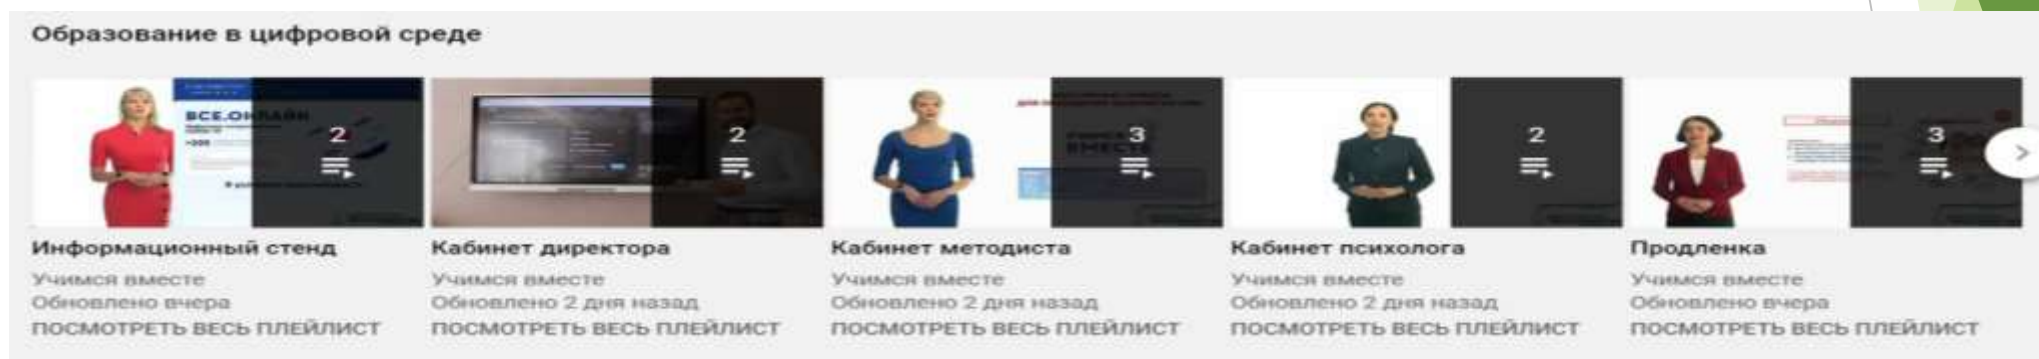 Образование в цифровой среде
ВСЕ.ОНЛАЙН
2
2
3
2
3
Информационный стенд
Учимся вместе
Обновлено вчера
ПОСМОТРЕТЬ ВЕСЬ ПЛЕЙЛИСТ
Кабинет директора
Учимся вместе
Обновлено 2 дня назад
ПОСМОТРЕТЬ ВЕСЬ ПЛЕЙЛИСТ
Кабинет методиста
Учимся вместе
Обновлено 2 дня назад
ПОСМОТРЕТЬ ВЕСЬ ПЛЕЙЛИСТ
Кабинет психолога
Учимся вместе
Обновлено 2 дня назад
ПОСМОТРЕТЬ ВЕСЬ ПЛЕЙЛИСТ
Продленка
Учимся вместе
Обновлено вчера
ПОСМОТРЕТЬ ВЕСЬ ПЛЕЙЛИСТ